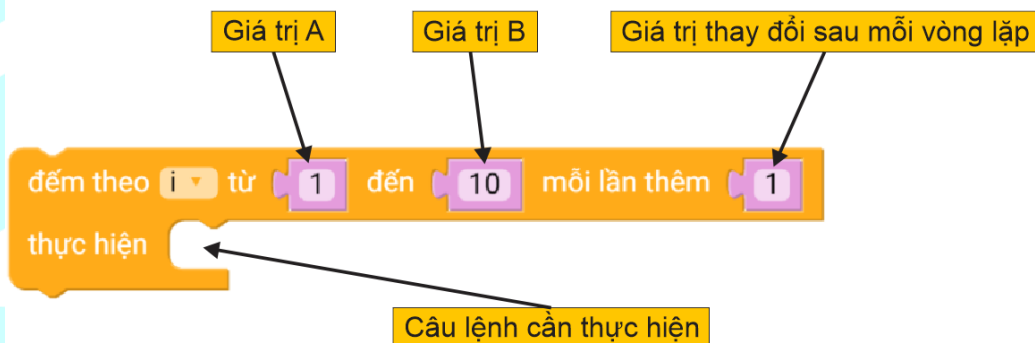 Giá trị A Giá trị B Giá trị thay đổi sau mỗi vòng lặp
đếm theo i từ 1 đến 10 mỗi lần thêm 1
thực hiện
Câu lệnh cần thực hiện